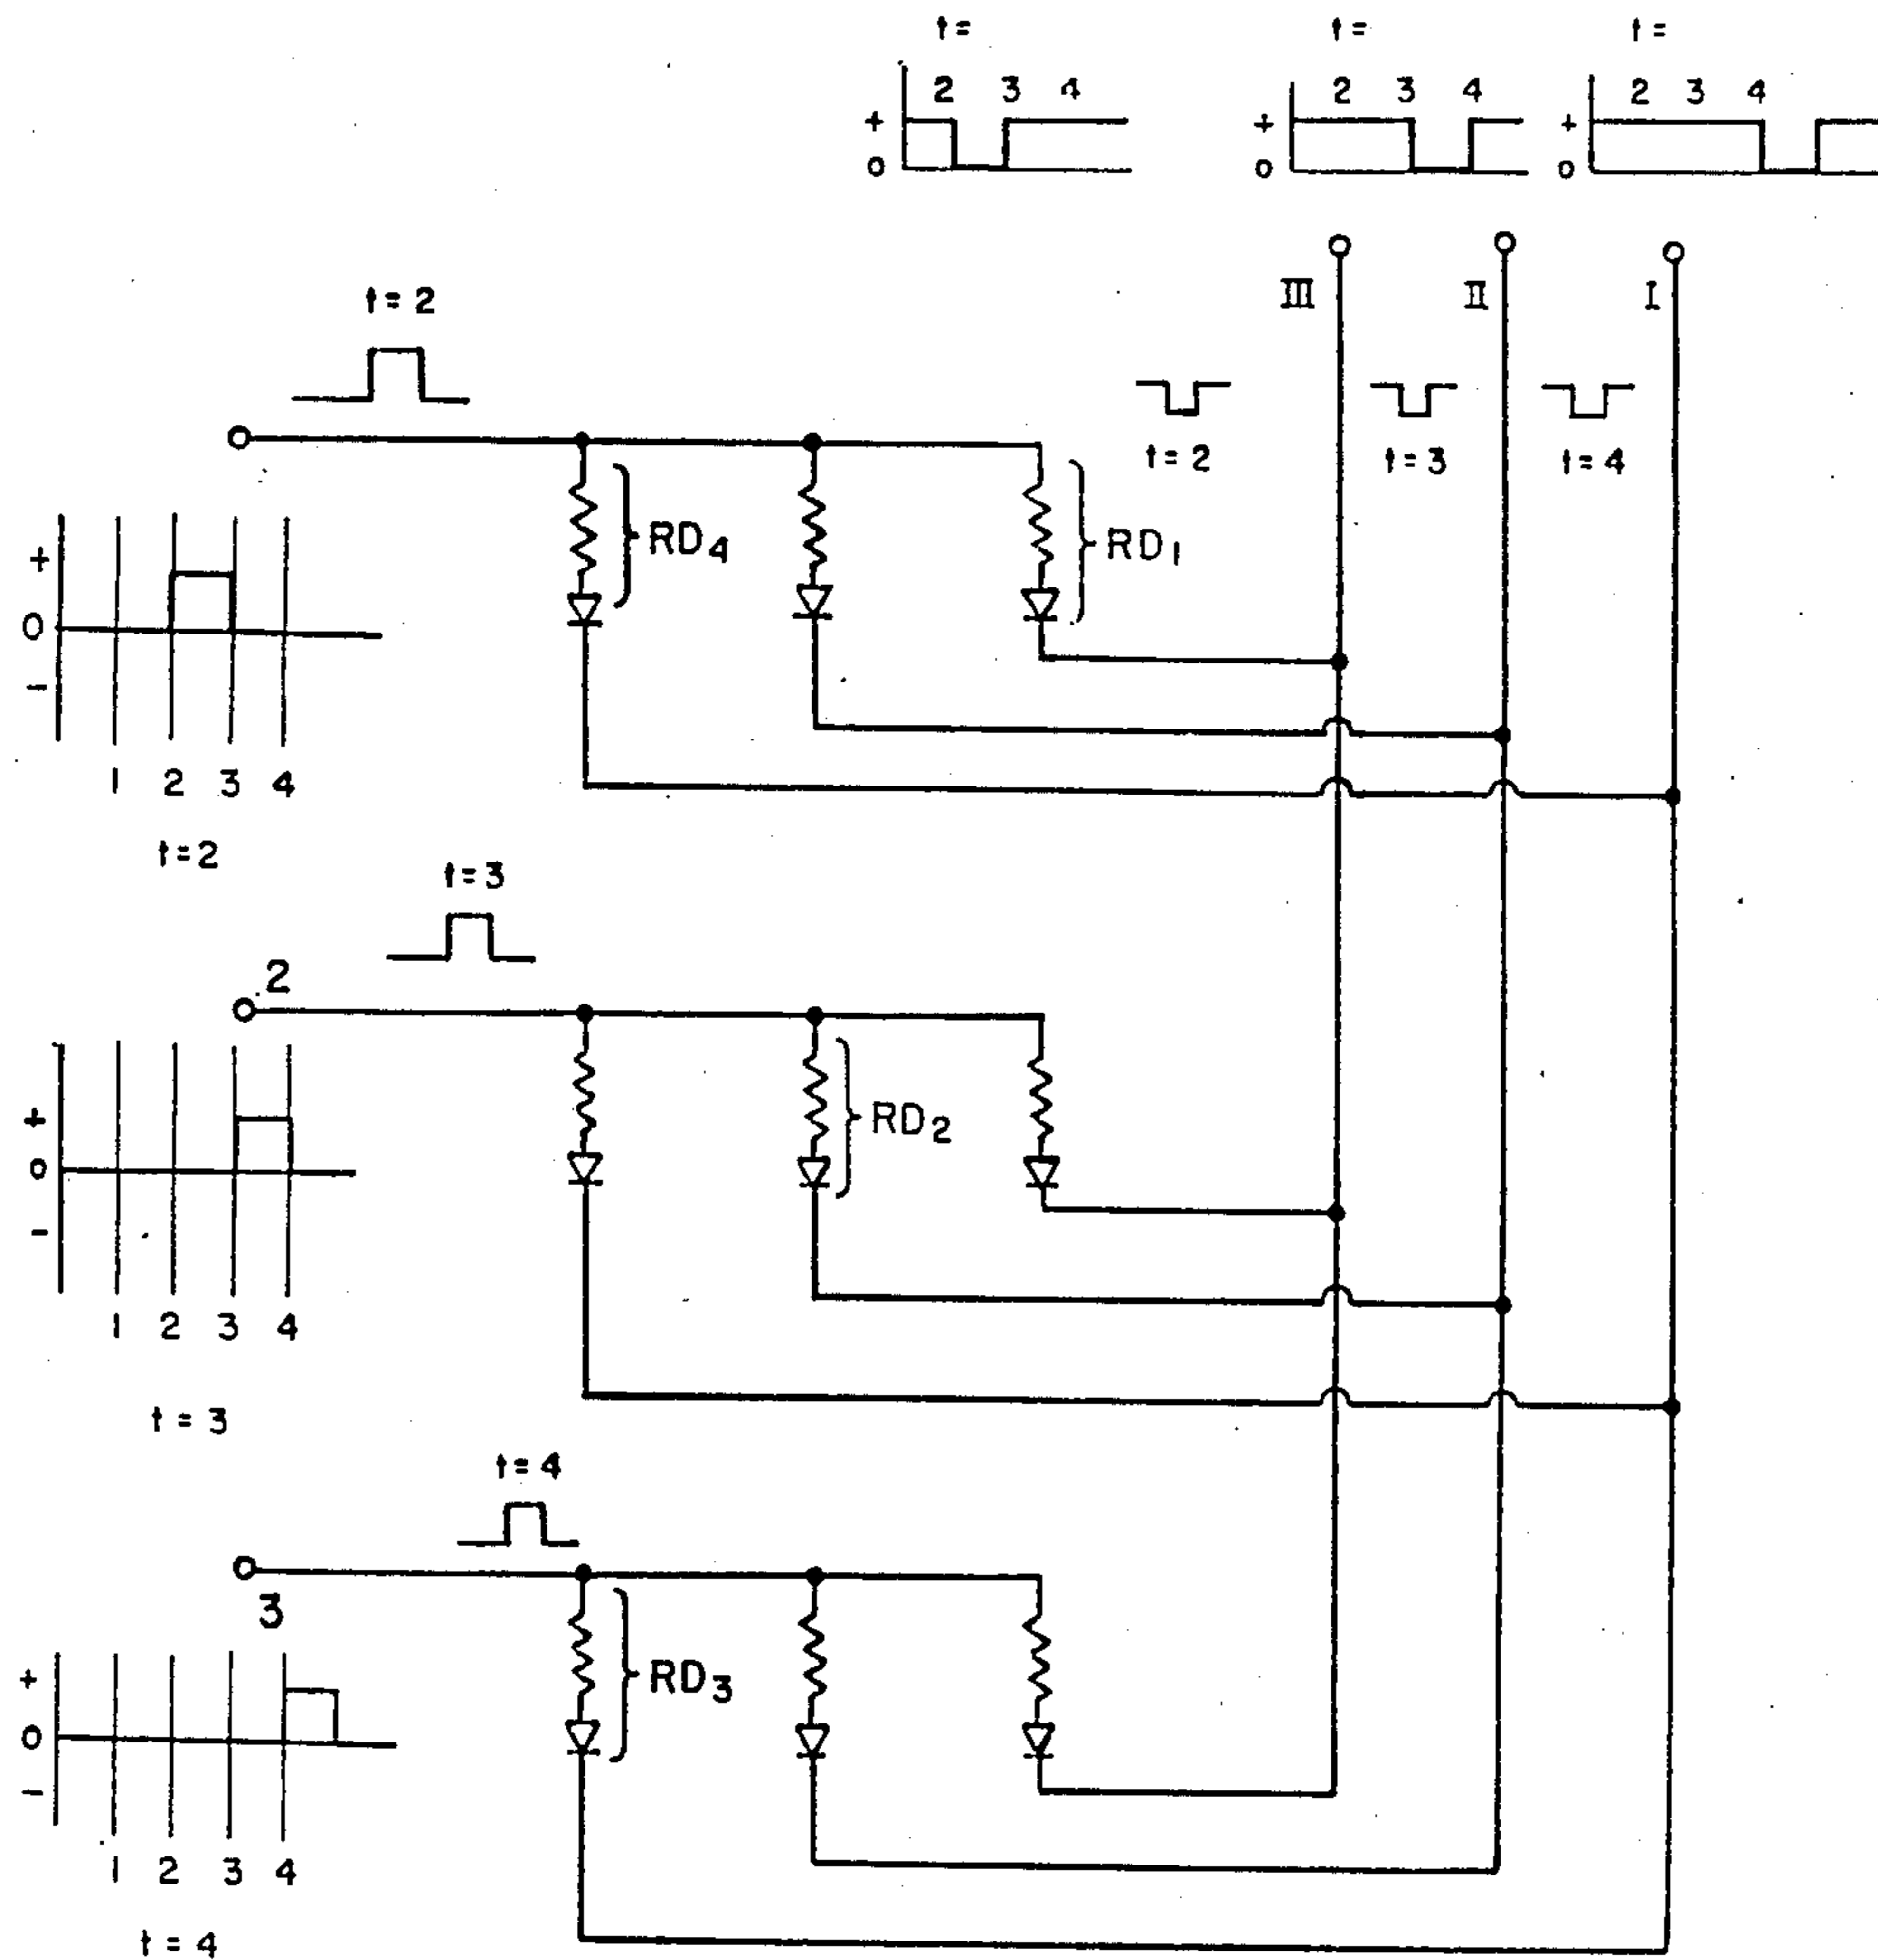 t= t= t=
2 3 4 2 3 4 2 3 4
+ + +
0 0 0
III II I
t=2
t=2 t=3 t=4
RD4 RD1
+
0
-
1 2 3 4
t=2
t=3
2
RD2
+
0
-
1 2 3 4
t=3
t=4
3
RD3
+
0
-
1 2 3 4
t=4